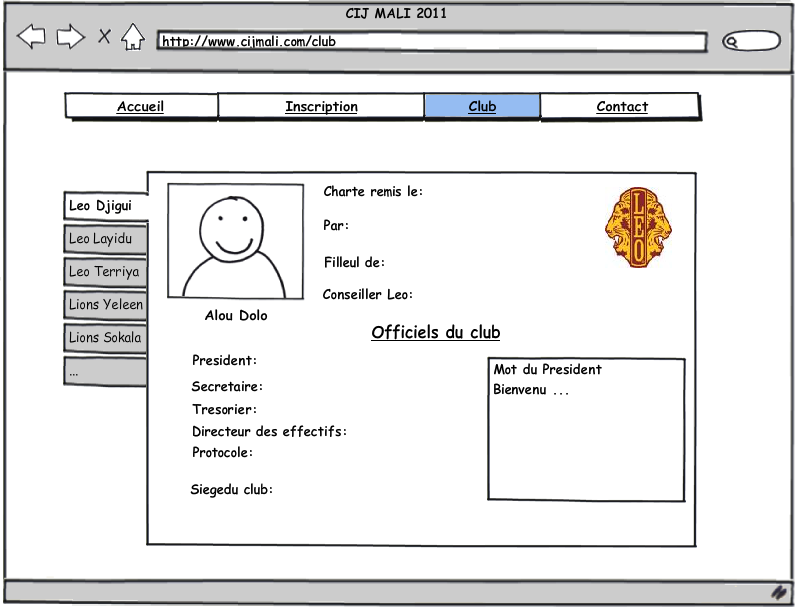 CIJ MALI 2011
http://www.cijmali.com/club
Accueil
Inscription
Club
Contact
Leo Djigui
Leo Layidu
Leo Terriya
Lions Yeleen
Lions Sokala
...
Alou Dolo
Charte remis le:
Par:
Filleul de:
Conseiller Leo:
LEO
Officiels du club
President:
Secretaire:
Tresorier:
Directeur des effectifs:
Protocole:
Siegedu club:
Mot du President
Bienvenu ...